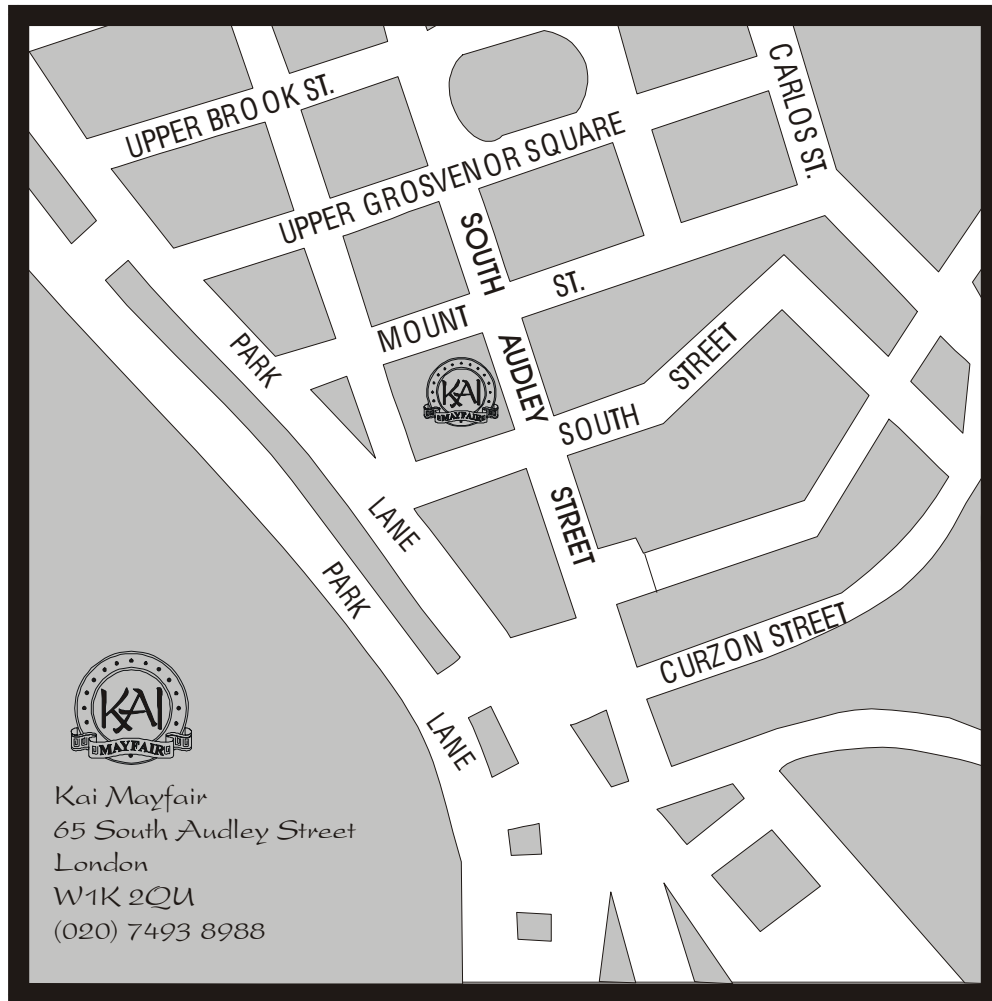 UPPER BROOK ST.
CARLOS ST.
UPPER GROSVENOR SQUARE
SOUTH
AUDLEY
STREET
MOUNT ST.
PARK
LANE
SOUTH STREET
KAI
MAYFAIR
PARK
LANE
CURZON STREET
KAI
MAYFAIR
Kai Mayfair
65 South Audley Street
London
W1K 2QU
(020) 7493 8988